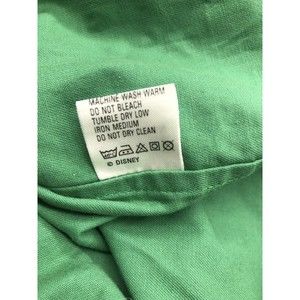 MACHINE WASH WARM
DO NOT BLEACH
TUMBLE DRY LOW
IRON MEDIUM
DO NOT DRY CLEAN
© DISNEY